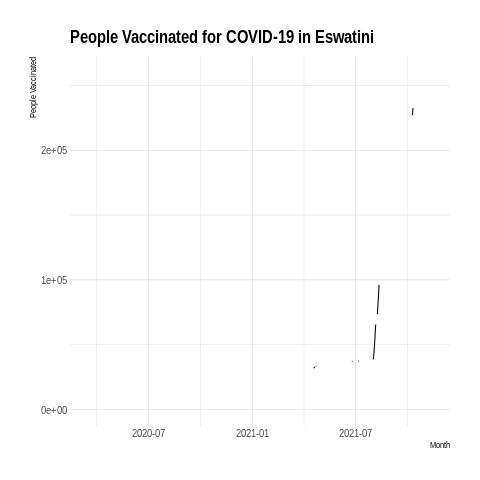 People Vaccinated for COVID-19 in Eswatini
People Vaccinated
2e+05
1e+05
0e+00
2020-07
2021-01
2021-07
Month